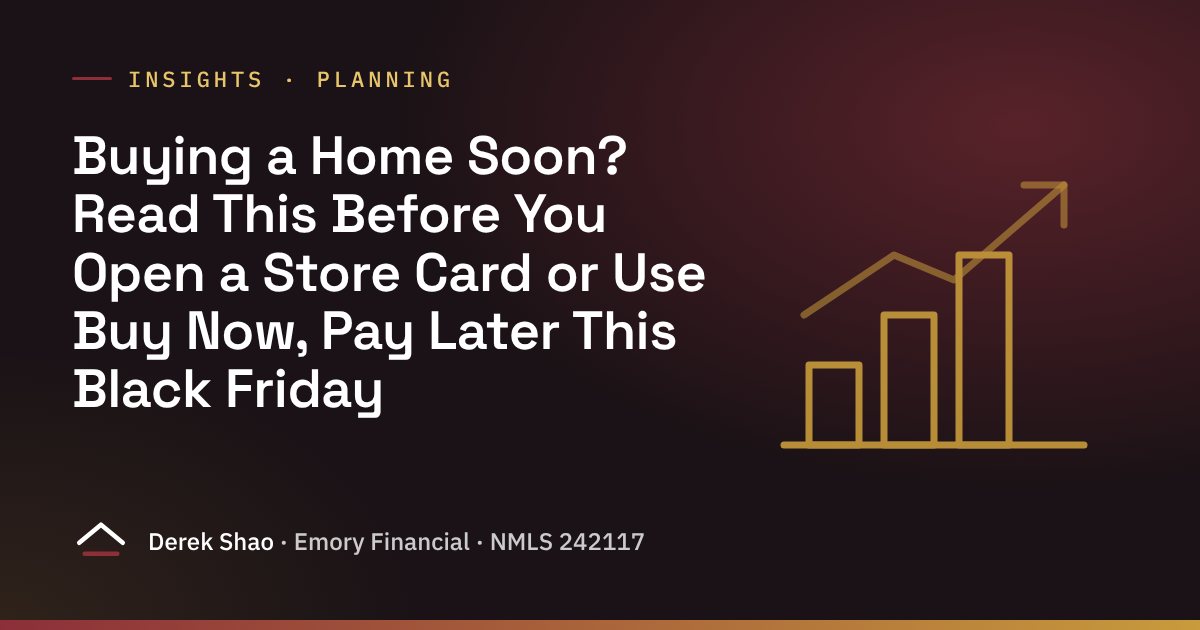 INSIGHTS · PLANNING
Buying a Home Soon?
Read This Before You
Open a Store Card or Use
Buy Now, Pay Later This
Black Friday
Derek Shao · Emory Financial · NMLS 242117